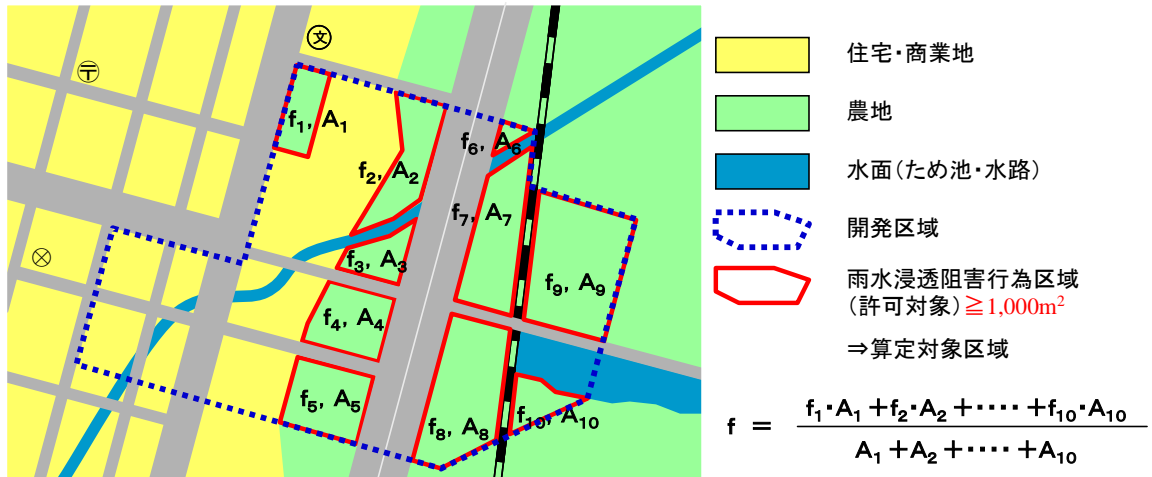 文
〒
f1, A1
f2, A2
f6, A6
f7, A7
f3, A3
f9, A9
f4, A4
f5, A5
f8, A8
f10, A10
住宅・商業地
農地
水面（ため池・水路）
開発区域
雨水浸透阻害行為区域
（許可対象）≧1,000m²
⇒算定対象区域
f = f1・A1＋f2・A2＋‥‥＋f10・A10
A1＋A2＋‥‥＋A10